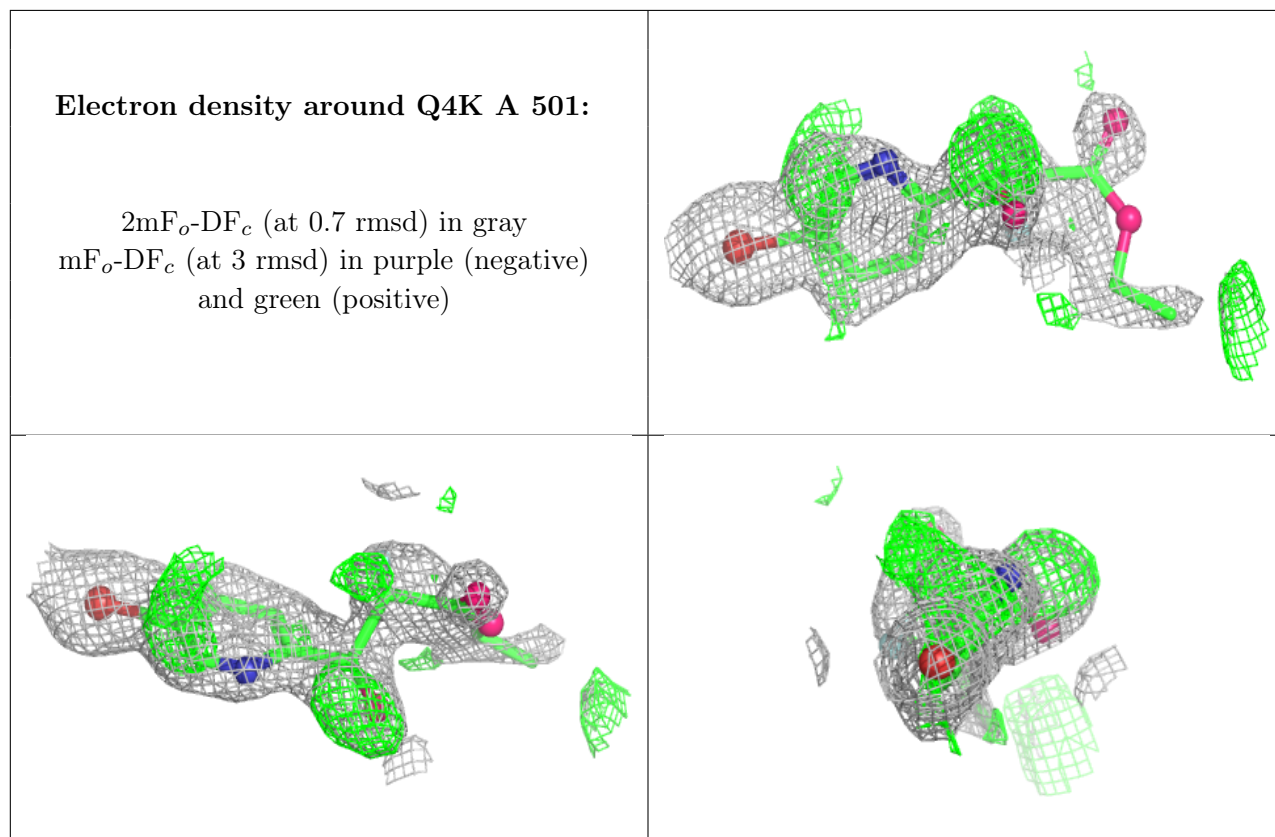 Electron density around Q4K A 501:
2mFo-DFc (at 0.7 rmsd) in gray
mFo-DFc (at 3 rmsd) in purple (negative)
and green (positive)